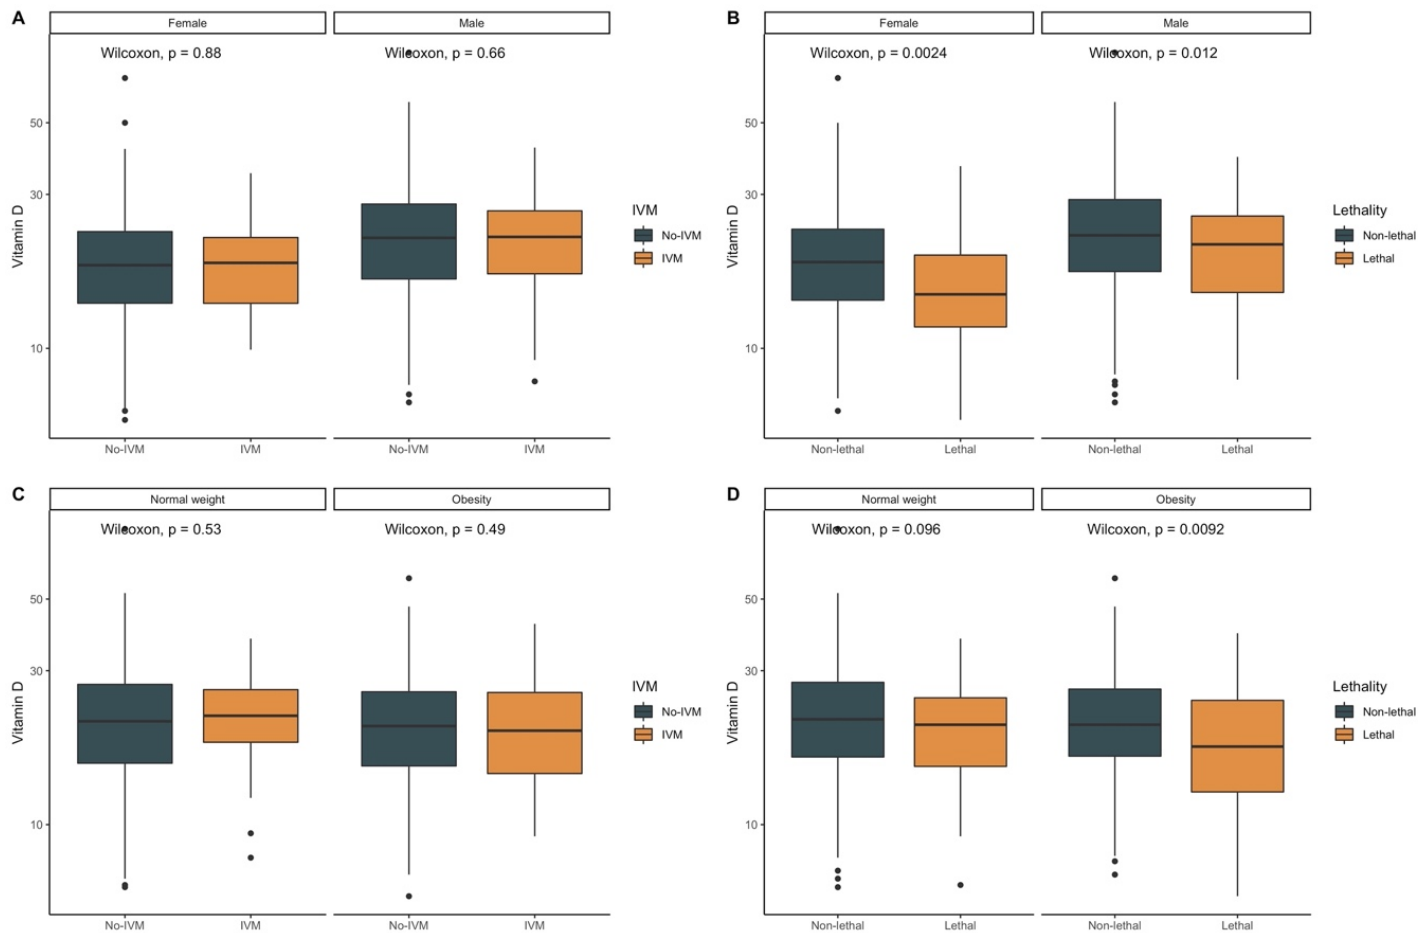 A
Female
Male
Wilcoxon, p = 0.88
Wilcoxon, p = 0.66
50
30
10
Vitamin D
No-IVM
IVM
No-IVM
IVM
IVM
No-IVM
IVM
B
Female
Male
Wilcoxon, p = 0.0024
Wilcoxon, p = 0.012
50
30
10
Vitamin D
Non-lethal
Lethal
Non-lethal
Lethal
Lethality
Non-lethal
Lethal
C
Normal weight
Obesity
Wilcoxon, p = 0.53
Wilcoxon, p = 0.49
50
30
10
Vitamin D
No-IVM
IVM
No-IVM
IVM
IVM
No-IVM
IVM
D
Normal weight
Obesity
Wilcoxon, p = 0.096
Wilcoxon, p = 0.0092
50
30
10
Vitamin D
Non-lethal
Lethal
Non-lethal
Lethal
Lethality
Non-lethal
Lethal